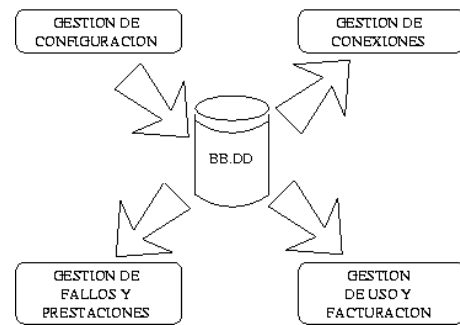 GESTION DE
CONFIGURACION
GESTION DE
CONEXIONES
BB.DD
GESTION DE
FALLOS Y
PRESTACIONES
GESTION
DE USO Y
FACTURACION